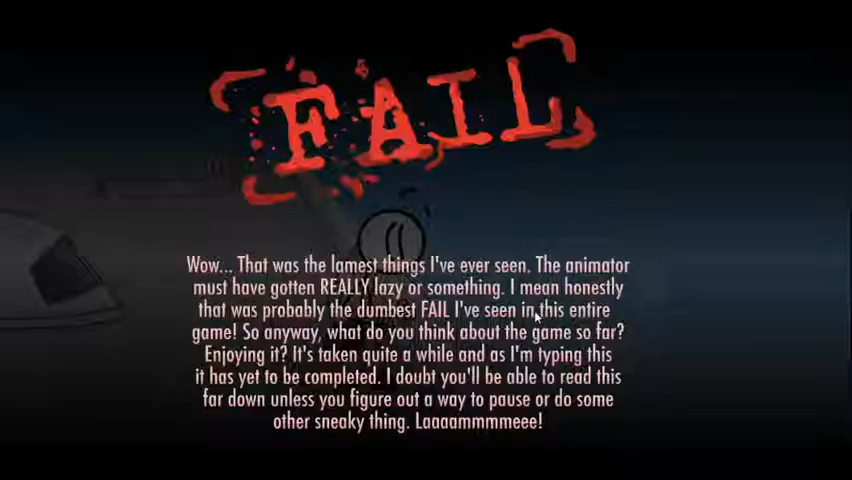 FAIL
Wow... That was the lamest things I've ever seen. The animator
must have gotten REALLY lazy or something. I mean honestly
that was probably the dumbest FAIL I've seen in this entire
game! So anyway, what do you think about the game so far?
Enjoying it? It's taken quite a while and as I'm typing this
it has yet to be completed. I doubt you'll be able to read this
far down unless you figure out a way to pause or do some
other sneaky thing. Laaaammmmeee!